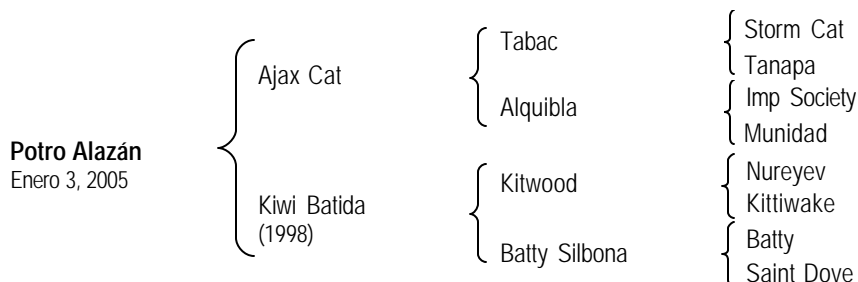 Potro Alazán
Enero 3, 2005
Ajax Cat
Kiwi Batida
(1998)
Tabac
Alquibla
Kitwood
Batty Silbona
Storm Cat
Tanapa
Imp Society
Munidad
Nureyev
Kittiwake
Batty
Saint Dove